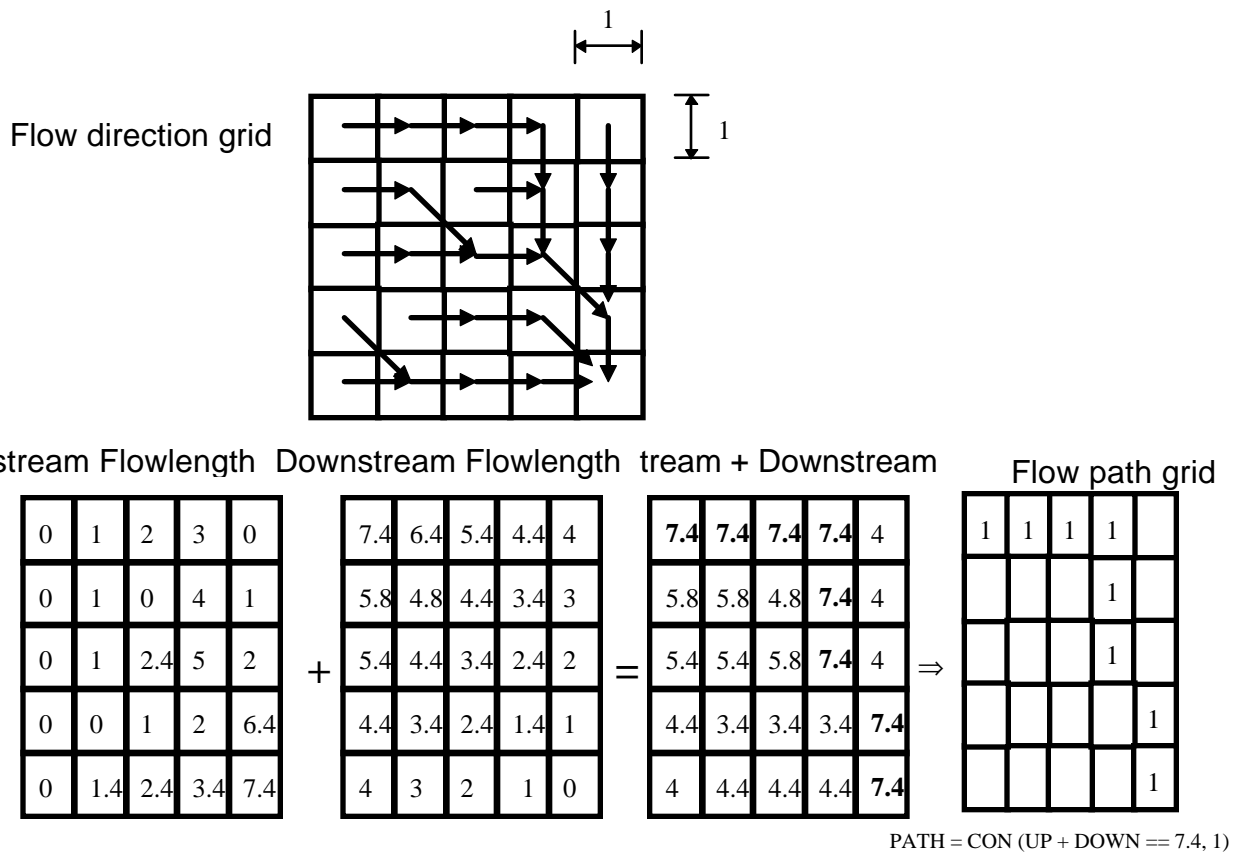 1
Flow direction grid
1
stream Flowlength Downstream Flowlength tream + Downstream Flow path grid
0 1 2 3 0 7.4 6.4 5.4 4.4 4 7.4 7.4 7.4 7.4 4 1 1 1 1
0 1 0 4 1 5.8 4.8 4.4 3.4 3 5.8 5.8 4.8 7.4 4 1
0 1 2.4 5 2 + 5.4 4.4 3.4 2.4 2 = 5.4 5.4 5.8 7.4 4 ⇒ 1
0 0 1 2 6.4 4.4 3.4 2.4 1.4 1 4.4 3.4 3.4 3.4 7.4 1
0 1.4 2.4 3.4 7.4 4 3 2 1 0 4 4.4 4.4 4.4 7.4 1
PATH = CON (UP + DOWN == 7.4, 1)